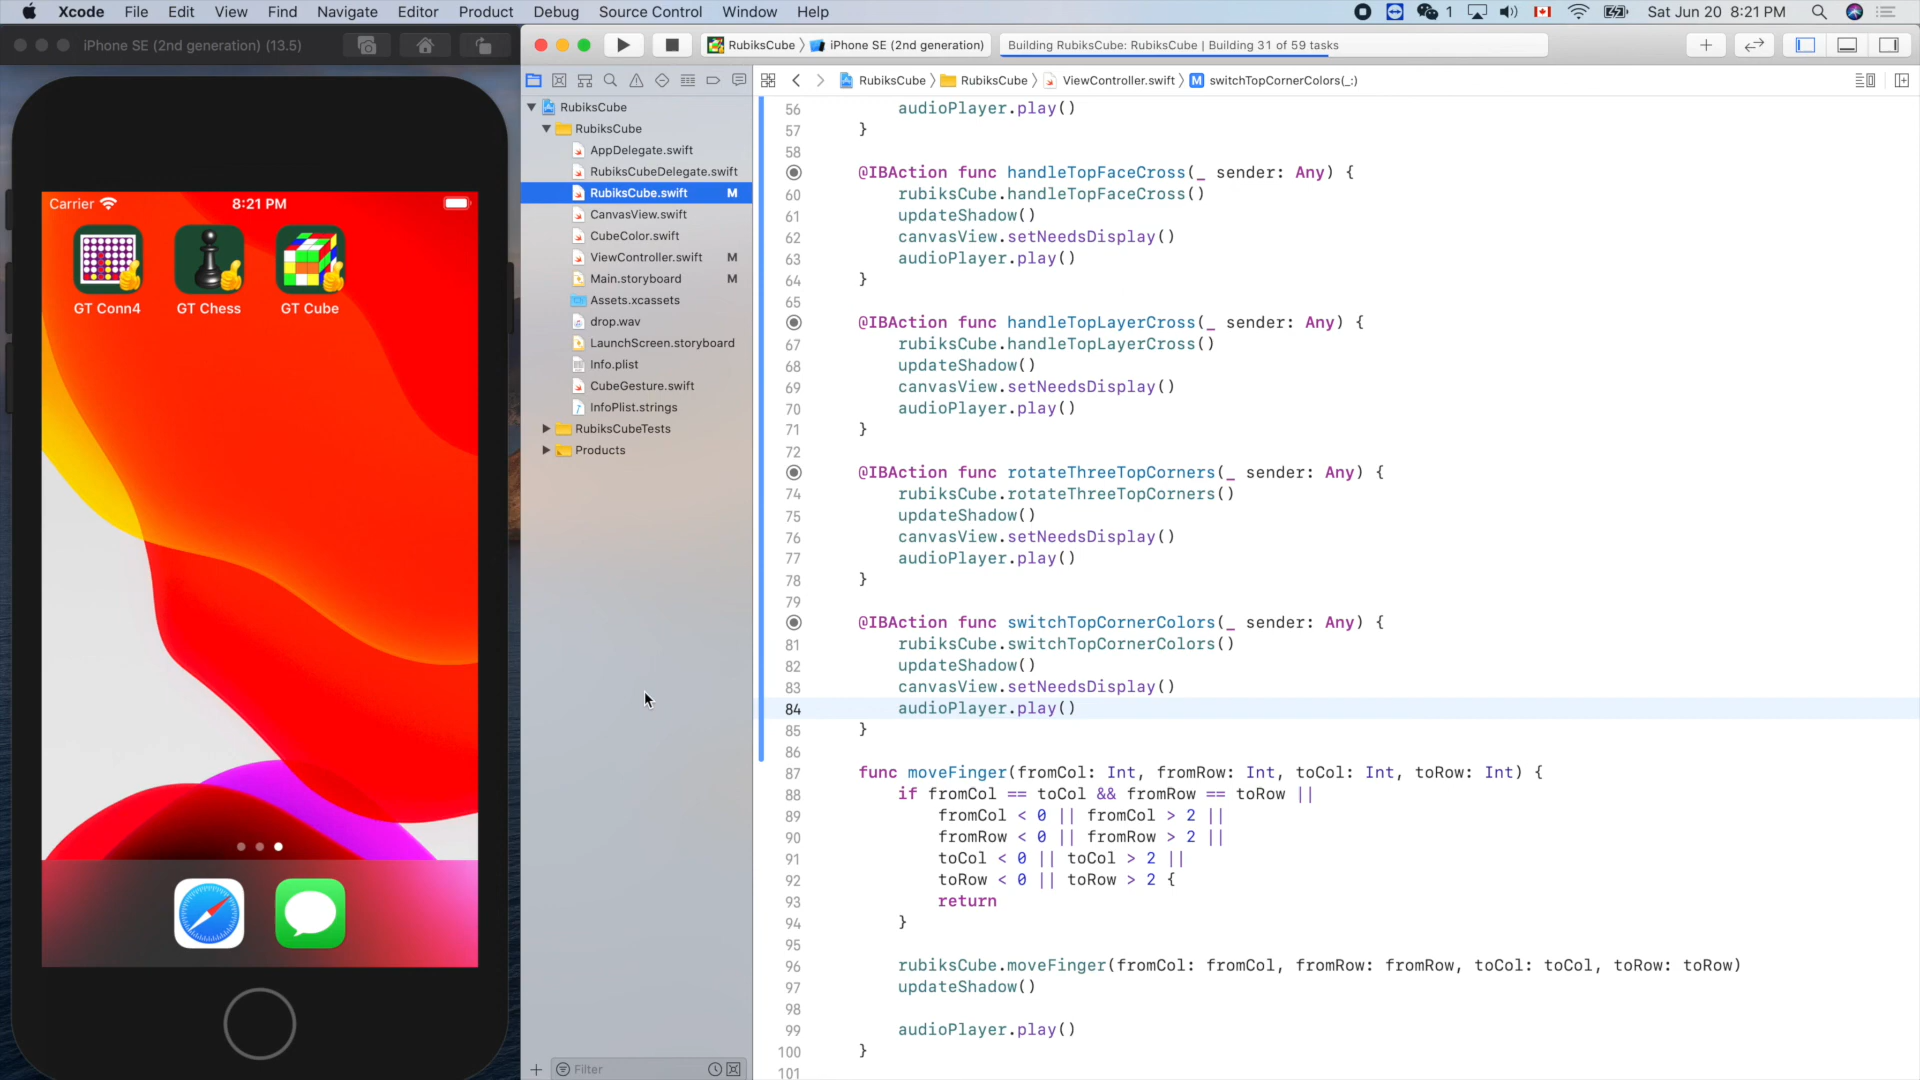 Xcode File Edit View Find Navigate Editor Product Debug Source Control Window Help 1 Sat Jun 20 8:21 PM
iPhone SE (2nd generation) (13.5)
RubiksCube iPhone SE (2nd generation) Building RubiksCube: RubiksCube | Building 31 of 59 tasks
RubiksCube RubiksCube ViewController.swift M switchTopCornerColors(_:)
Carrier 8:21 PM
GT Conn4 GT Chess GT Cube
RubiksCube
RubiksCube
AppDelegate.swift
RubiksCubeDelegate.swift
RubiksCube.swift M
CanvasView.swift
CubeColor.swift
ViewController.swift M
Main.storyboard M
Assets.xcassets
drop.wav
LaunchScreen.storyboard
Info.plist
CubeGesture.swift
InfoPlist.strings
RubiksCubeTests
Products
Filter
56 audioPlayer.play()
57 }
58
@IBAction func handleTopFaceCross(_ sender: Any) {
60 rubiksCube.handleTopFaceCross()
61 updateShadow()
62 canvasView.setNeedsDisplay()
63 audioPlayer.play()
64 }
65
@IBAction func handleTopLayerCross(_ sender: Any) {
67 rubiksCube.handleTopLayerCross()
68 updateShadow()
69 canvasView.setNeedsDisplay()
70 audioPlayer.play()
71 }
72
@IBAction func rotateThreeTopCorners(_ sender: Any) {
74 rubiksCube.rotateThreeTopCorners()
75 updateShadow()
76 canvasView.setNeedsDisplay()
77 audioPlayer.play()
78 }
79
@IBAction func switchTopCornerColors(_ sender: Any) {
81 rubiksCube.switchTopCornerColors()
82 updateShadow()
83 canvasView.setNeedsDisplay()
84 audioPlayer.play()
85 }
86
87 func moveFinger(fromCol: Int, fromRow: Int, toCol: Int, toRow: Int) {
88 if fromCol == toCol && fromRow == toRow ||
89 fromCol < 0 || fromCol > 2 ||
90 fromRow < 0 || fromRow > 2 ||
91 toCol < 0 || toCol > 2 ||
92 toRow < 0 || toRow > 2 {
93 return
94 }
95
96 rubiksCube.moveFinger(fromCol: fromCol, fromRow: fromRow, toCol: toCol, toRow: toRow)
97 updateShadow()
98
99 audioPlayer.play()
100 }
101